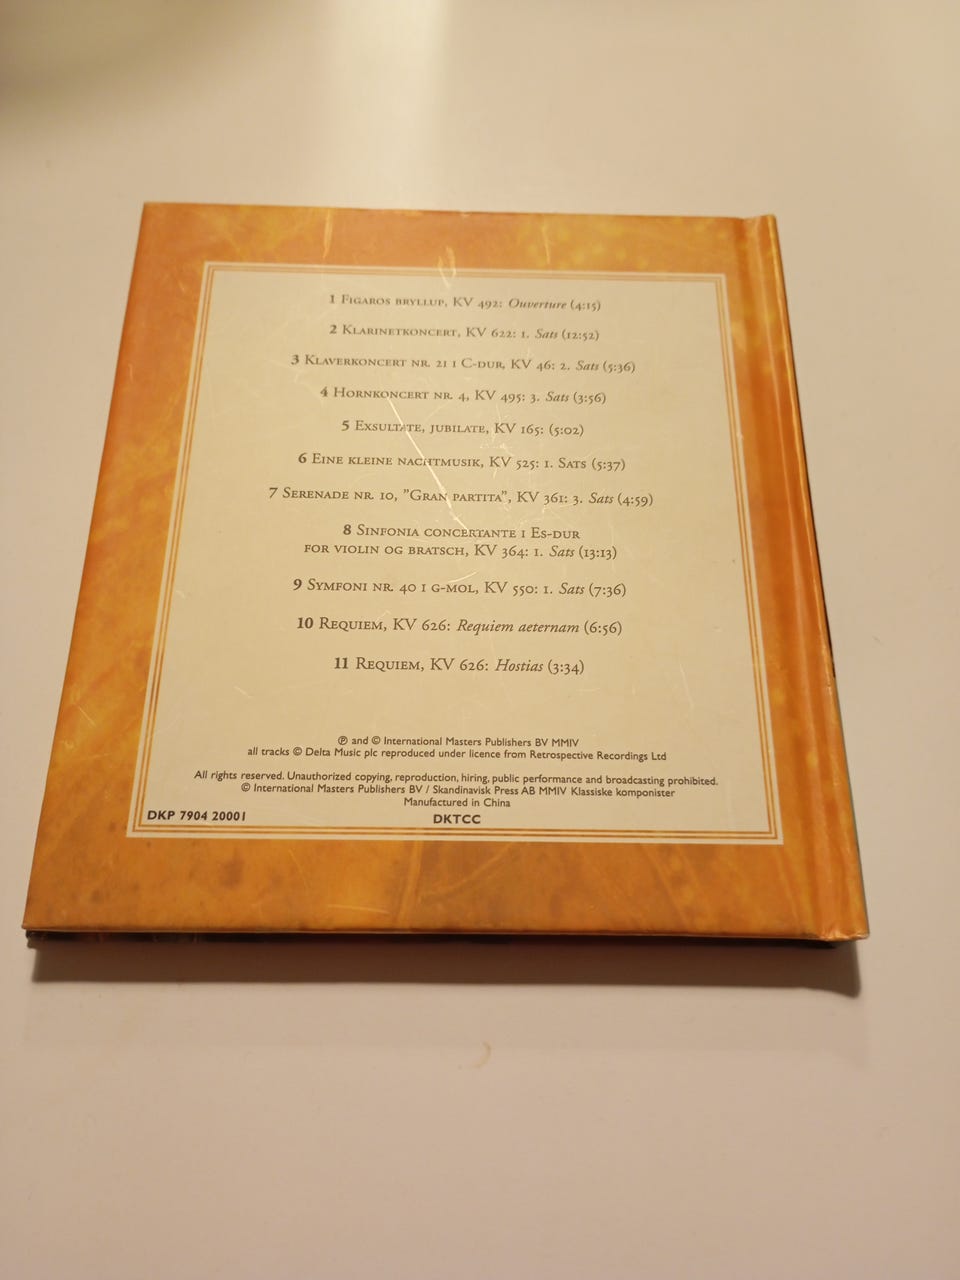 1 Figaros bryllup, KV 492: Ouverture (4:15)
2 Klarinetkoncert, KV 622: 1. Sats (12:52)
3 Klaverkoncert nr. 21 i C-dur, KV 46: 2. Sats (5:36)
4 Hornkoncert nr. 4, KV 495: 3. Sats (3:56)
5 Exsultate, jubilate, KV 165: (5:02)
6 Eine kleine nachtmusik, KV 525: 1. Sats (5:37)
7 Serenade nr. 10, "Gran partita", KV 361: 3. Sats (4:59)
8 Sinfonia concertante i Es-dur
for violin og bratsch, KV 364: 1. Sats (13:13)
9 Symfoni nr. 40 i g-mol, KV 550: 1. Sats (7:36)
10 Requiem, KV 626: Requiem aeternam (6:56)
11 Requiem, KV 626: Hostias (3:34)
℗ and © International Masters Publishers BV MMIV
all tracks © Delta Music plc reproduced under licence from Retrospective Recordings Ltd
All rights reserved. Unauthorized copying, reproduction, hiring, public performance and broadcasting prohibited.
© International Masters Publishers BV / Skandinavisk Press AB MMIV Klassiske komponister
Manufactured in China
DKP 7904 20001
DKTCC